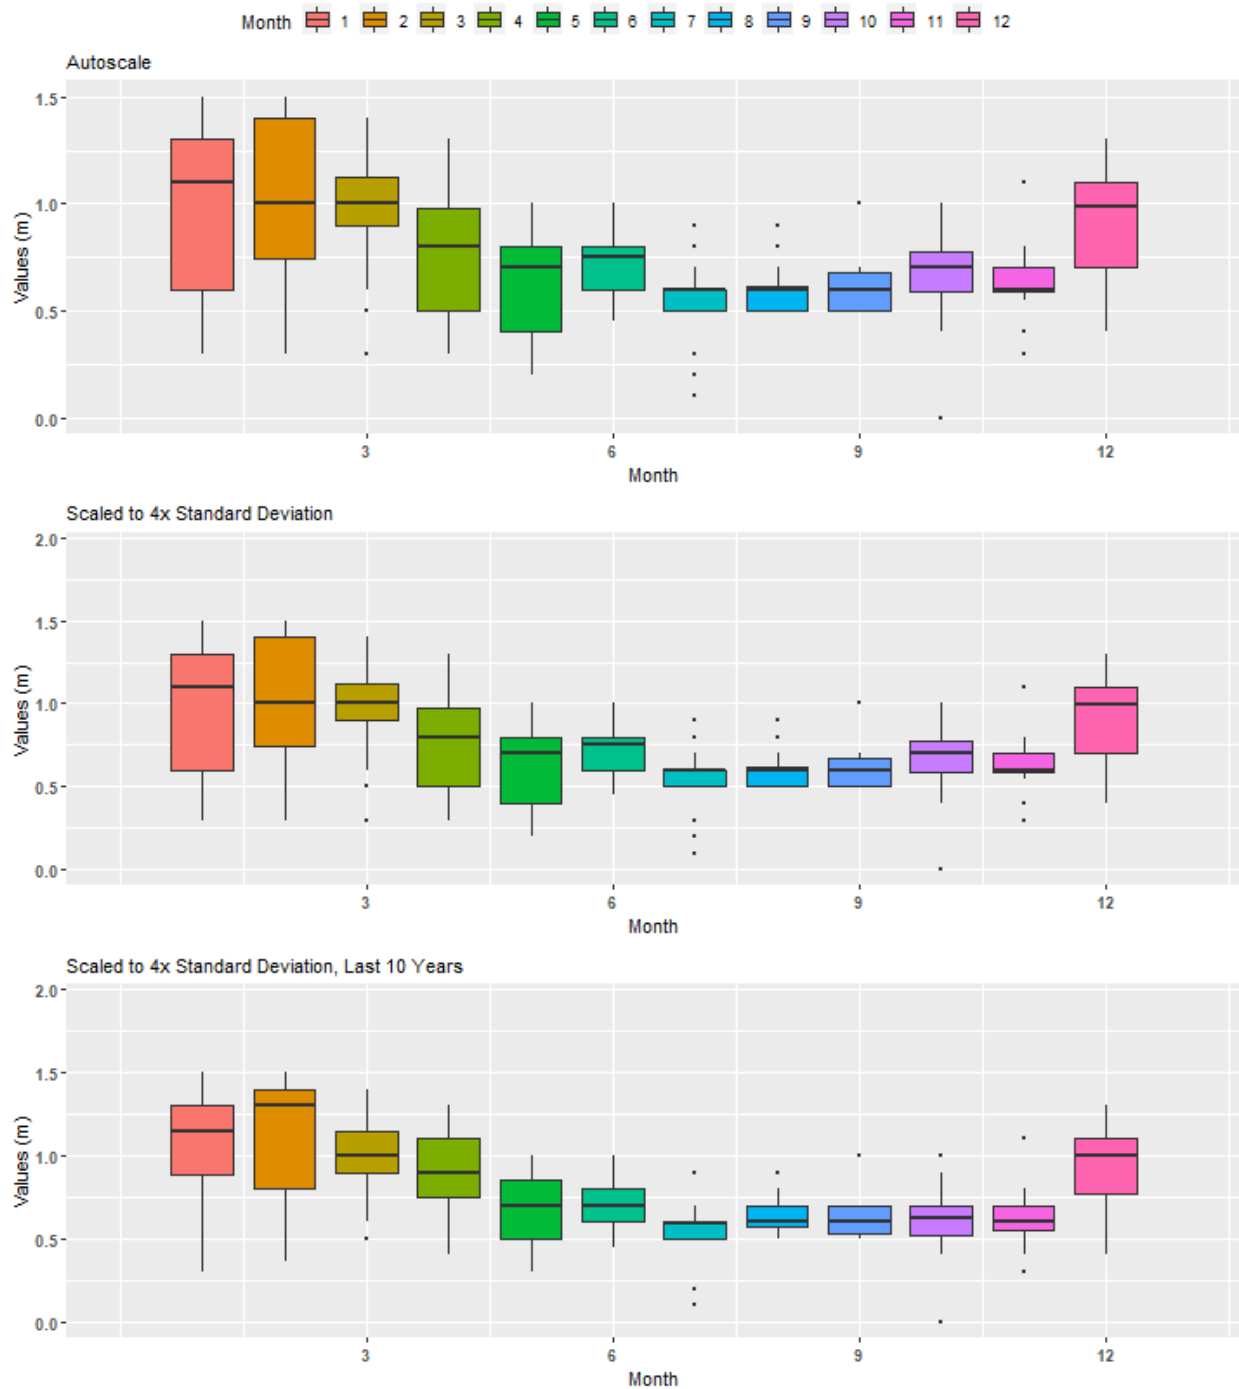 Month 1 2 3 4 5 6 7 8 9 10 11 12
Autoscale
Values (m)
1.5
1.0
0.5
0.0
3 6 9 12
Month
Scaled to 4x Standard Deviation
Values (m)
2.0
1.5
1.0
0.5
0.0
3 6 9 12
Month
Scaled to 4x Standard Deviation, Last 10 Years
Values (m)
2.0
1.5
1.0
0.5
0.0
3 6 9 12
Month